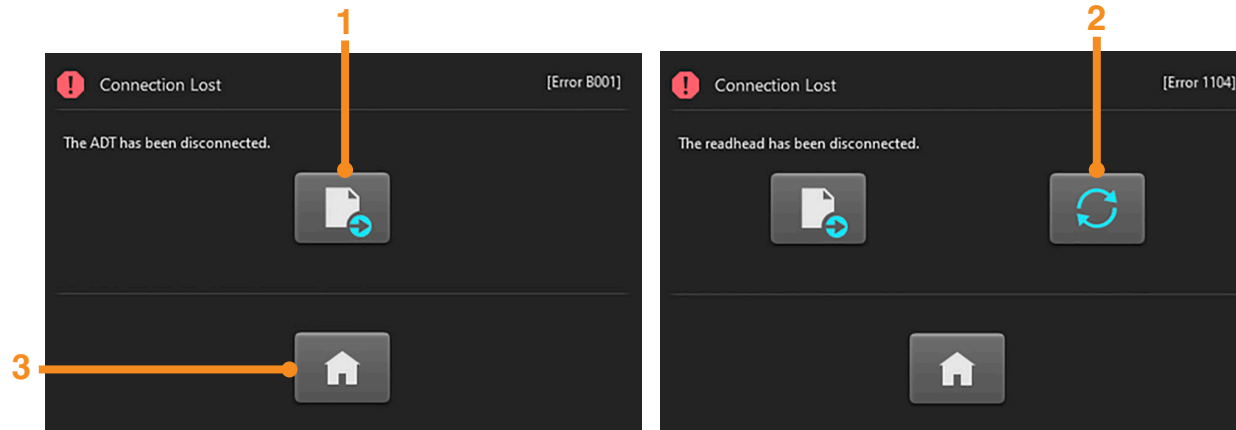 1
2
Connection Lost
[Error B001]
The ADT has been disconnected.
3
Connection Lost
[Error 1104]
The readhead has been disconnected.